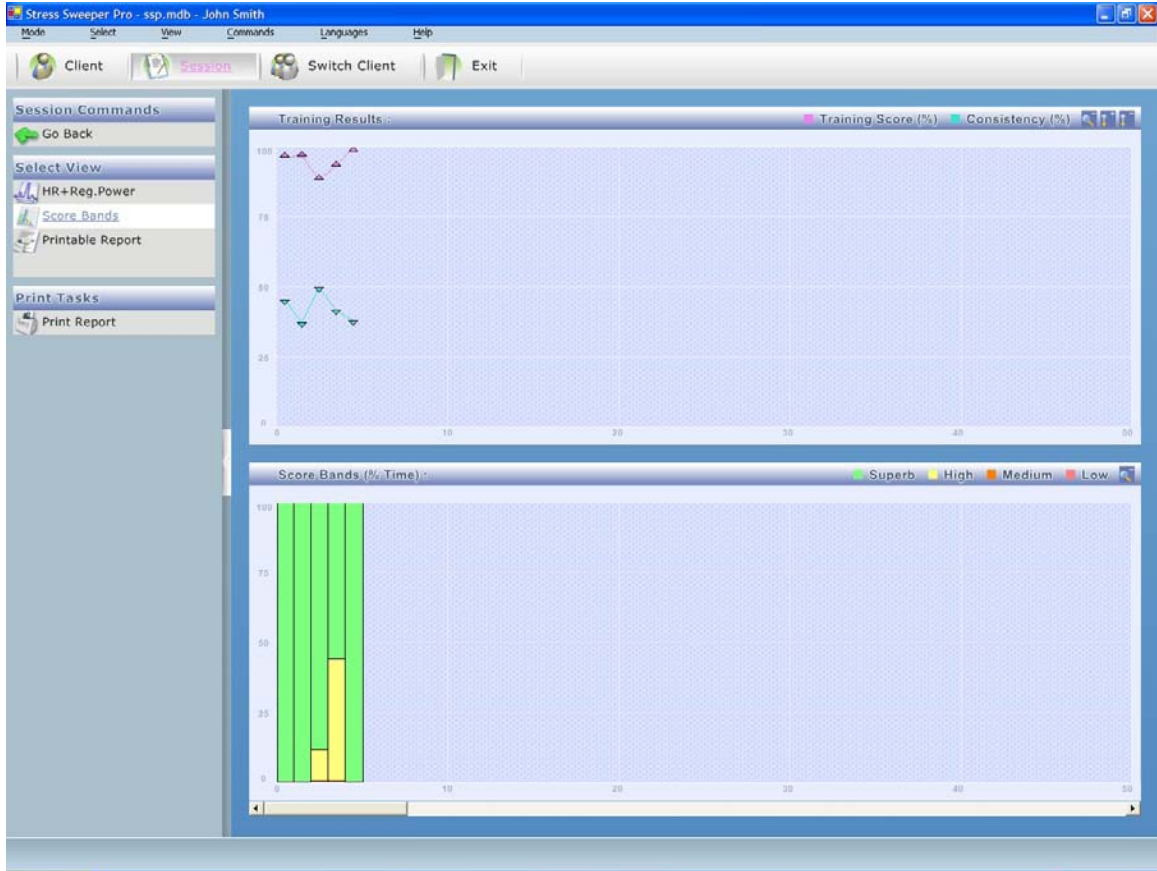 Stress Sweeper Pro - ssp.mdb - John Smith
Mode Select View Commands Languages Help
Client Session Switch Client Exit
Session Commands
Go Back
Select View
HR+Reg.Power
Score Bands
Printable Report
Print Tasks
Print Report
Training Results : Training Score (%) Consistency (%)
100
75
50
25
0
0 10 20 30 40 50
Score Bands (% Time) : Superb High Medium Low
100
75
50
25
0
0 10 20 30 40 50